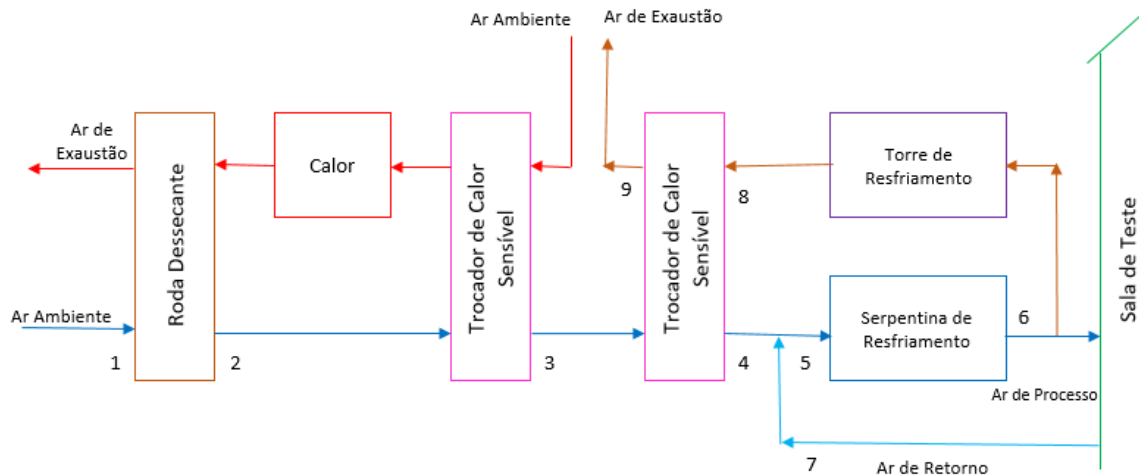 Ar Ambiente
Ar de Exaustão
Ar de
Exaustão
Roda Dessecante
Calor
Trocador de Calor
Sensível
9
Trocador de Calor
Sensível
8
Torre de
Resfriamento
Sala de Teste
Ar Ambiente
1
2
3
4
5
Serpentina de
Resfriamento
6
Ar de Processo
7
Ar de Retorno